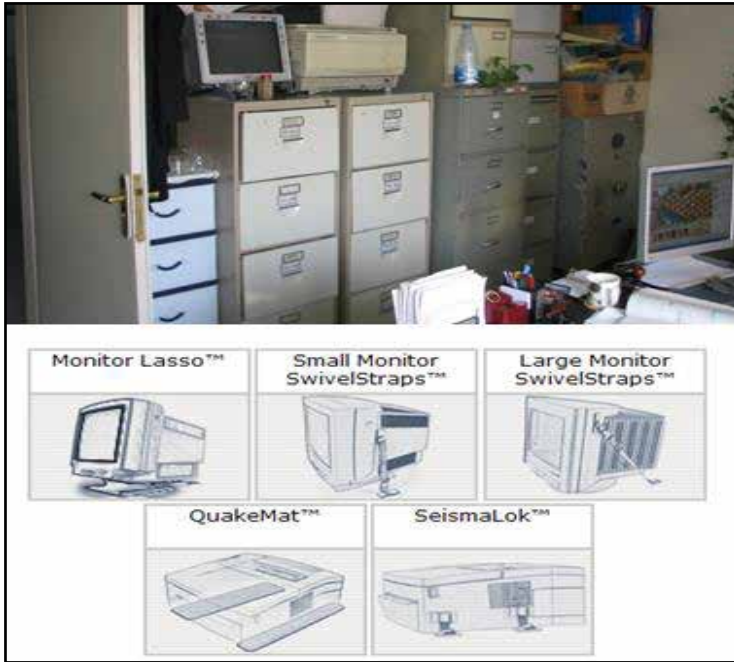 Monitor Lasso™
Small Monitor
SwivelStraps™
Large Monitor
SwivelStraps™
QuakeMat™
SeismaLok™